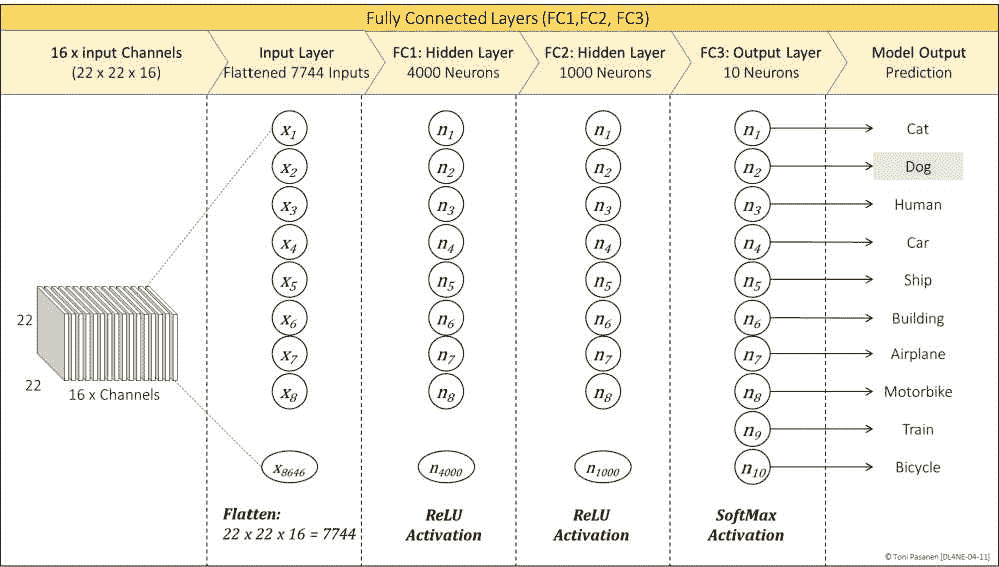 Fully Connected Layers (FC1,FC2, FC3)
16 x input Channels
(22 x 22 x 16)
Input Layer
Flattened 7744 Inputs
FC1: Hidden Layer
4000 Neurons
FC2: Hidden Layer
1000 Neurons
FC3: Output Layer
10 Neurons
Model Output
Prediction
x1 n1 n1 n1 Cat
x2 n2 n2 n2 Dog
x3 n3 n3 n3 Human
x4 n4 n4 n4 Car
x5 n5 n5 n5 Ship
22
x6 n6 n6 n6 Building
x7 n7 n7 n7 Airplane
22
16 x Channels
x8 n8 n8 n8 Motorbike
n9 Train
x8646 n4000 n1000 n10 Bicycle
Flatten:
22 x 22 x 16 = 7744
ReLU
Activation
ReLU
Activation
SoftMax
Activation
© Toni Pasanen [DL4NE-04-11]